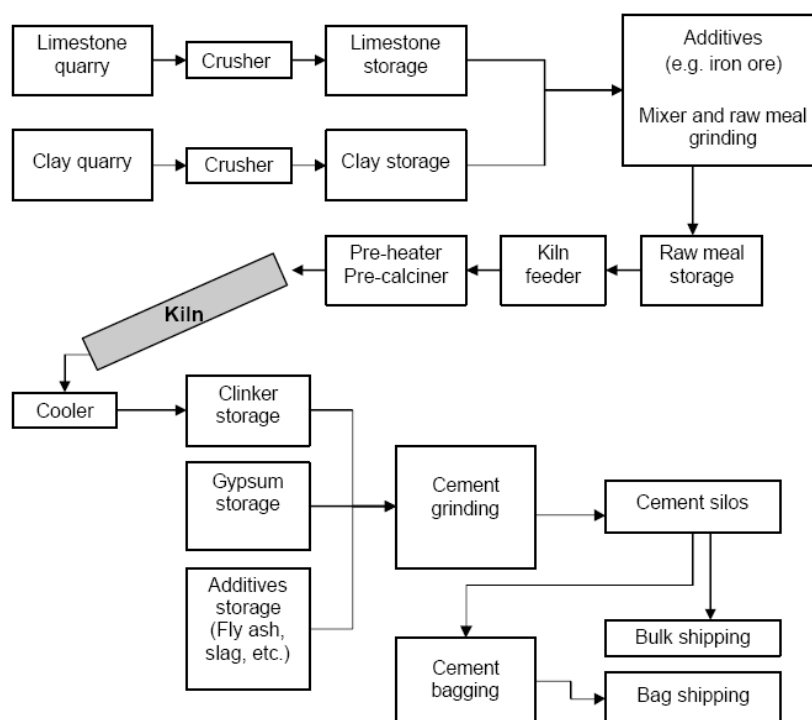 Limestone
quarry
Crusher
Limestone
storage
Additives
(e.g. iron ore)
Mixer and raw meal
grinding
Clay quarry
Crusher
Clay storage
Pre-heater
Pre-calciner
Kiln
feeder
Raw meal
storage
Kiln
Cooler
Clinker
storage
Gypsum
storage
Cement
grinding
Cement silos
Additives
storage
(Fly ash,
slag, etc.)
Bulk shipping
Cement
bagging
Bag shipping